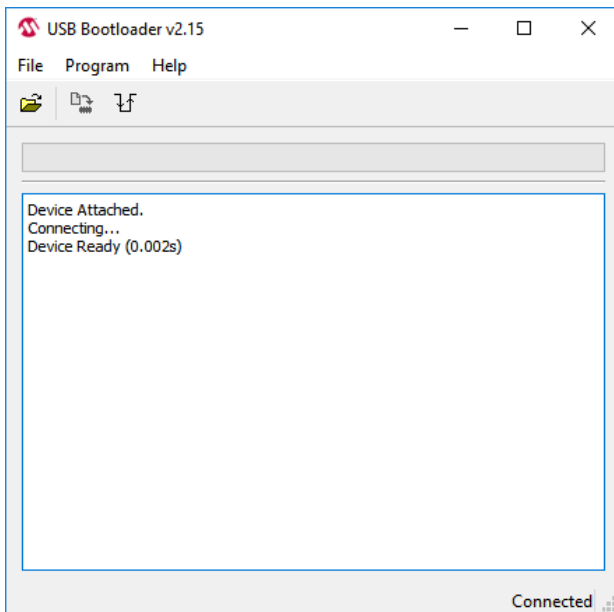 USB Bootloader v2.15
File Program Help
Device Attached.
Connecting...
Device Ready (0.002s)
Connected